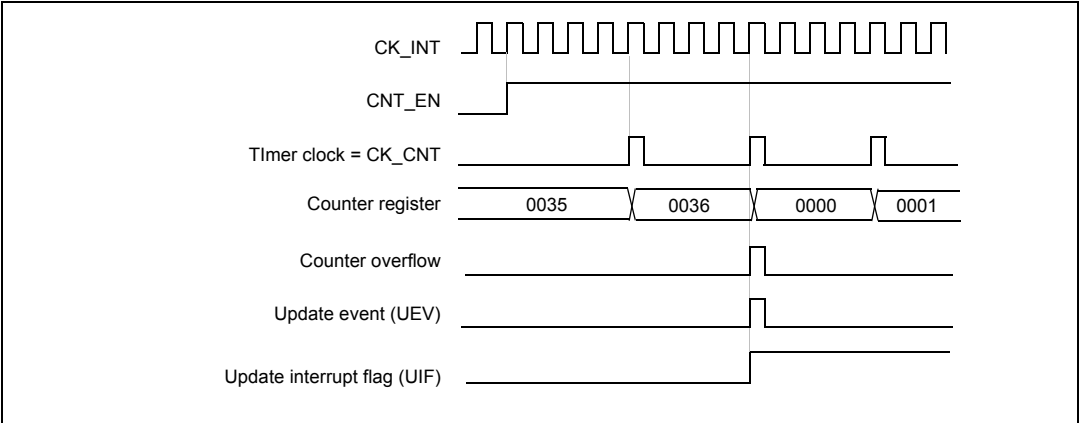 CK_INT
CNT_EN
TImer clock = CK_CNT
Counter register 0035 0036 0000 0001
Counter overflow
Update event (UEV)
Update interrupt flag (UIF)